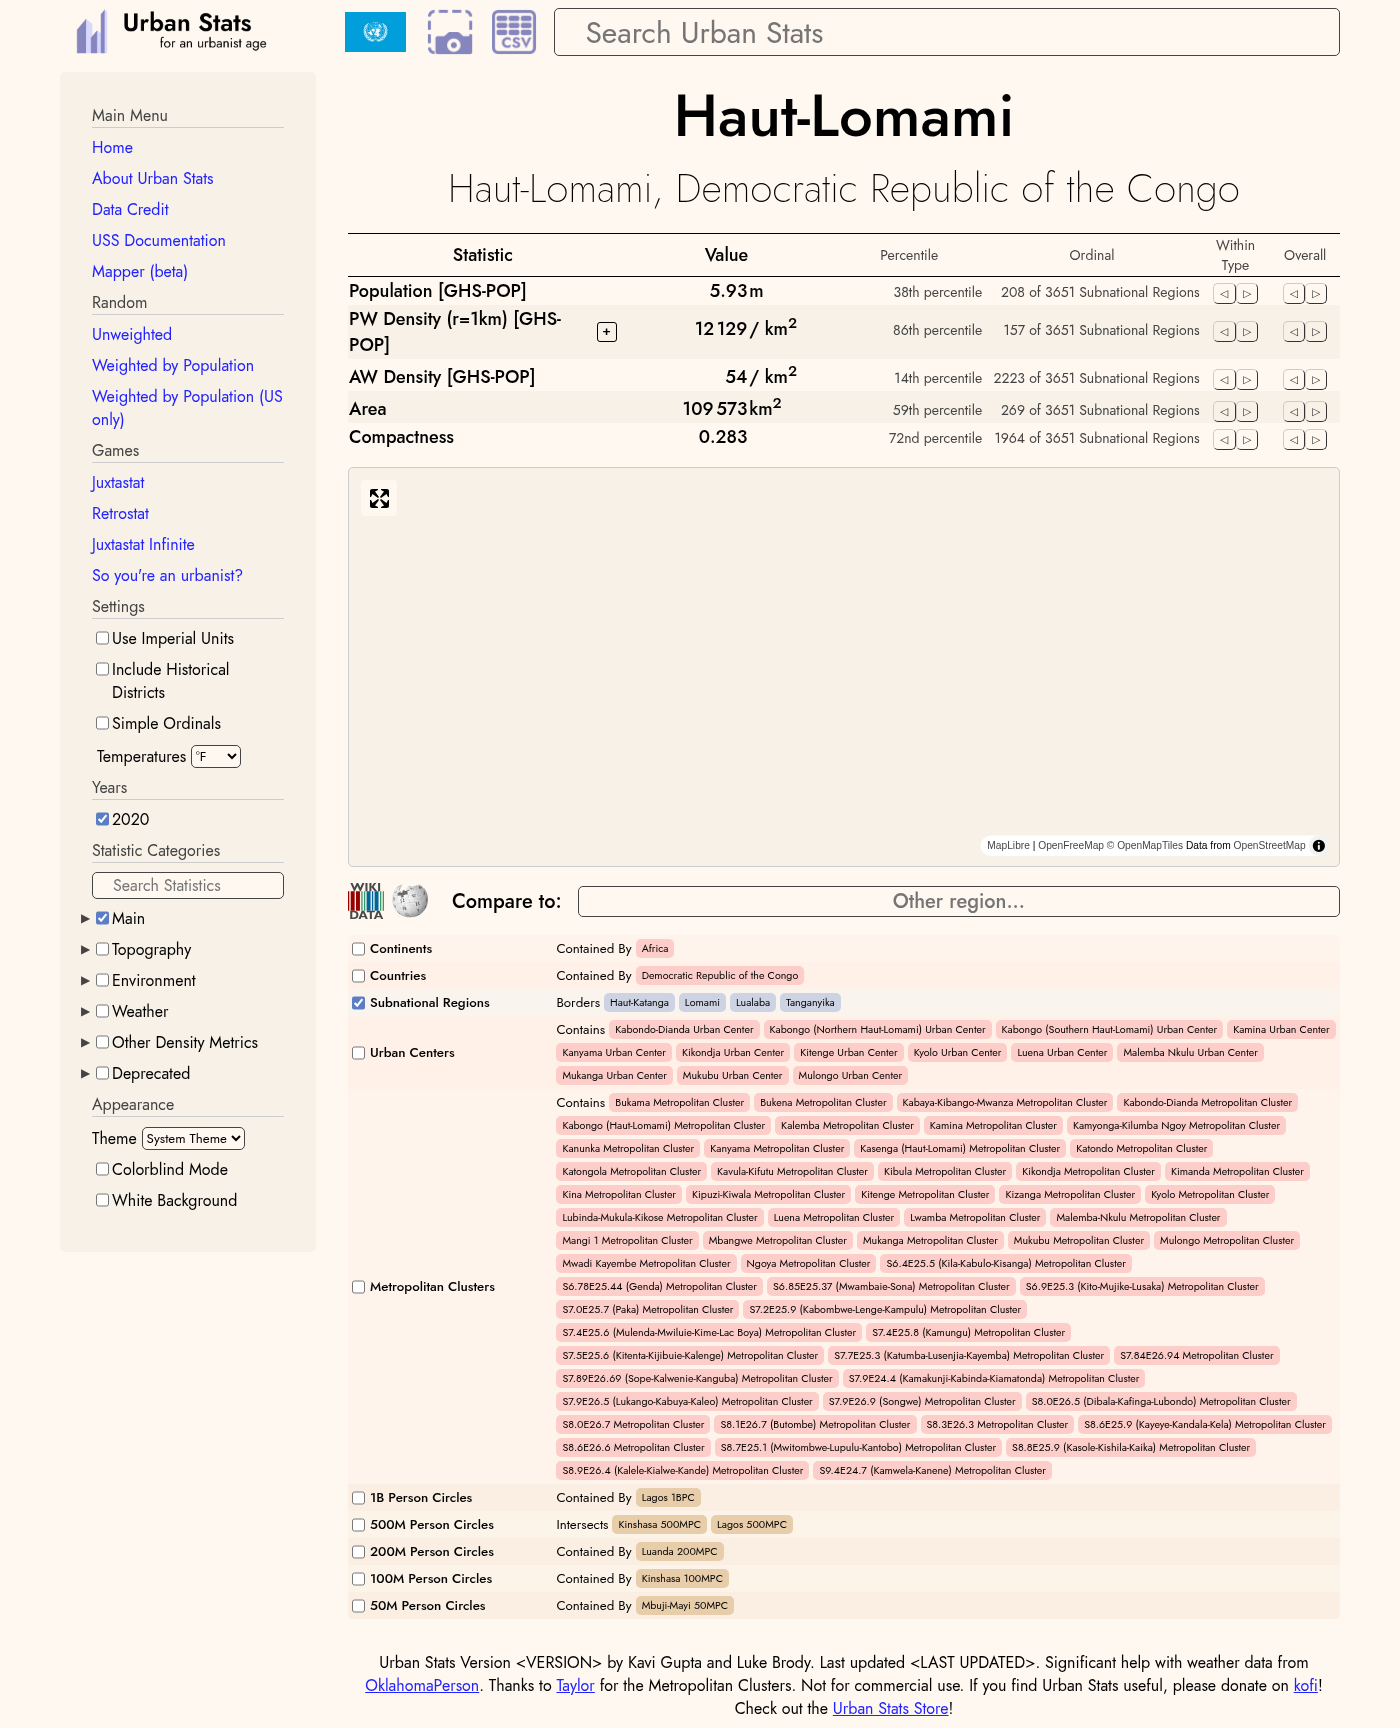 Urban Stats
for an urbanist age
CSV
Search Urban Stats
Main Menu
Home
About Urban Stats
Data Credit
USS Documentation
Mapper (beta)
Random
Unweighted
Weighted by Population
Weighted by Population (US
only)
Games
Juxtastat
Retrostat
Juxtastat Infinite
So you're an urbanist?
Settings
Use Imperial Units
Include Historical
Districts
Simple Ordinals
Temperatures °F
Years
2020
Statistic Categories
Search Statistics
Main
Topography
Environment
Weather
Other Density Metrics
Deprecated
Appearance
Theme System Theme
Colorblind Mode
White Background
Haut-Lomami
Haut-Lomami, Democratic Republic of the Congo
Statistic Value Percentile Ordinal Within Type Overall
Population [GHS-POP] 5.93 m 38th percentile 208 of 3651 Subnational Regions
PW Density (r=1km) [GHS-POP] + 12 129 / km2 86th percentile 157 of 3651 Subnational Regions
AW Density [GHS-POP] 54 / km2 14th percentile 2223 of 3651 Subnational Regions
Area 109 573 km2 59th percentile 269 of 3651 Subnational Regions
Compactness 0.283 72nd percentile 1964 of 3651 Subnational Regions
MapLibre | OpenFreeMap © OpenMapTiles Data from OpenStreetMap
WIKI
DATA
Compare to: Other region...
Continents Contained By Africa
Countries Contained By Democratic Republic of the Congo
Subnational Regions Borders Haut-Katanga Lomami Lualaba Tanganyika
Urban Centers
Contains Kabondo-Dianda Urban Center Kabongo (Northern Haut-Lomami) Urban Center Kabongo (Southern Haut-Lomami) Urban Center Kamina Urban Center
Kanyama Urban Center Kikondja Urban Center Kitenge Urban Center Kyolo Urban Center Luena Urban Center Malemba Nkulu Urban Center
Mukanga Urban Center Mukubu Urban Center Mulongo Urban Center
Metropolitan Clusters
Contains Bukama Metropolitan Cluster Bukena Metropolitan Cluster Kabaya-Kibango-Mwanza Metropolitan Cluster Kabondo-Dianda Metropolitan Cluster
Kabongo (Haut-Lomami) Metropolitan Cluster Kalemba Metropolitan Cluster Kamina Metropolitan Cluster Kamyonga-Kilumba Ngoy Metropolitan Cluster
Kanunka Metropolitan Cluster Kanyama Metropolitan Cluster Kasenga (Haut-Lomami) Metropolitan Cluster Katondo Metropolitan Cluster
Katongola Metropolitan Cluster Kavula-Kifutu Metropolitan Cluster Kibula Metropolitan Cluster Kikondja Metropolitan Cluster Kimanda Metropolitan Cluster
Kina Metropolitan Cluster Kipuzi-Kiwala Metropolitan Cluster Kitenge Metropolitan Cluster Kizanga Metropolitan Cluster Kyolo Metropolitan Cluster
Lubinda-Mukula-Kikose Metropolitan Cluster Luena Metropolitan Cluster Lwamba Metropolitan Cluster Malemba-Nkulu Metropolitan Cluster
Mangi 1 Metropolitan Cluster Mbangwe Metropolitan Cluster Mukanga Metropolitan Cluster Mukubu Metropolitan Cluster Mulongo Metropolitan Cluster
Mwadi Kayembe Metropolitan Cluster Ngoya Metropolitan Cluster S6.4E25.5 (Kila-Kabulo-Kisanga) Metropolitan Cluster
S6.78E25.44 (Genda) Metropolitan Cluster S6.85E25.37 (Mwambaie-Sona) Metropolitan Cluster S6.9E25.3 (Kito-Mujike-Lusaka) Metropolitan Cluster
S7.0E25.7 (Paka) Metropolitan Cluster S7.2E25.9 (Kabombwe-Lenge-Kampulu) Metropolitan Cluster
S7.4E25.6 (Mulenda-Mwiluie-Kime-Lac Boya) Metropolitan Cluster S7.4E25.8 (Kamungu) Metropolitan Cluster
S7.5E25.6 (Kitenta-Kijibuie-Kalenge) Metropolitan Cluster S7.7E25.3 (Katumba-Lusenjia-Kayemba) Metropolitan Cluster S7.84E26.94 Metropolitan Cluster
S7.89E26.69 (Sope-Kalwenie-Kanguba) Metropolitan Cluster S7.9E24.4 (Kamakunji-Kabinda-Kiamatonda) Metropolitan Cluster
S7.9E26.5 (Lukango-Kabuya-Kaleo) Metropolitan Cluster S7.9E26.9 (Songwe) Metropolitan Cluster S8.0E26.5 (Dibala-Kafinga-Lubondo) Metropolitan Cluster
S8.0E26.7 Metropolitan Cluster S8.1E26.7 (Butombe) Metropolitan Cluster S8.3E26.3 Metropolitan Cluster S8.6E25.9 (Kayeye-Kandala-Kela) Metropolitan Cluster
S8.6E26.6 Metropolitan Cluster S8.7E25.1 (Mwitombwe-Lupulu-Kantobo) Metropolitan Cluster S8.8E25.9 (Kasole-Kishila-Kaika) Metropolitan Cluster
S8.9E26.4 (Kalele-Kialwe-Kande) Metropolitan Cluster S9.4E24.7 (Kamwela-Kanene) Metropolitan Cluster
1B Person Circles Contained By Lagos 1BPC
500M Person Circles Intersects Kinshasa 500MPC Lagos 500MPC
200M Person Circles Contained By Luanda 200MPC
100M Person Circles Contained By Kinshasa 100MPC
50M Person Circles Contained By Mbuji-Mayi 50MPC
Urban Stats Version <VERSION> by Kavi Gupta and Luke Brody. Last updated <LAST UPDATED>. Significant help with weather data from
OklahomaPerson. Thanks to Taylor for the Metropolitan Clusters. Not for commercial use. If you find Urban Stats useful, please donate on kofi!
Check out the Urban Stats Store!